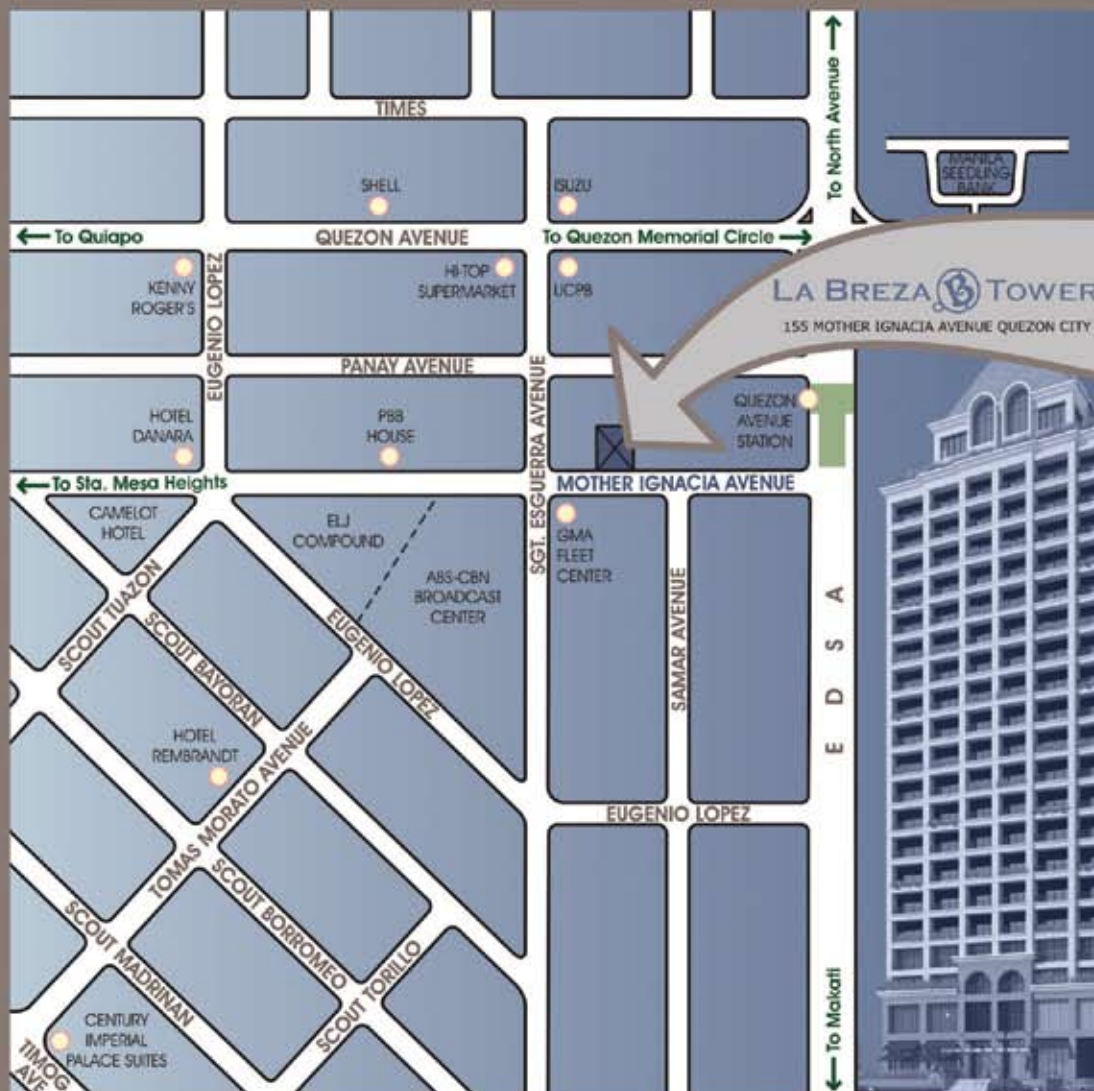 TIMES
To North Avenue
MANILA
SEEDLING
BANK
SHELL
ISUZU
To Quiapo
QUEZON AVENUE
To Quezon Memorial Circle
KENNY
ROGER'S
EUGENIO LOPEZ
HI-TOP
SUPERMARKET
UCPB
LA BREZA B TOWER
155 MOTHER IGNACIA AVENUE QUEZON CITY
PANAY AVENUE
HOTEL
DANARA
PBB
HOUSE
SGT. ESGUERRA AVENUE
QUEZON
AVENUE
STATION
To Sta. Mesa Heights
MOTHER IGNACIA AVENUE
CAMELOT
HOTEL
ELJ
COMPOUND
ABS-CBN
BROADCAST
CENTER
GMA
FLEET
CENTER
SCOUT TUAZON
SCOUT BAYORAN
EUGENIO LOPEZ
SAMAR AVENUE
EDSA
HOTEL
REMBRANDT
TOMAS MORATO AVENUE
EUGENIO LOPEZ
SCOUT MADRINAN
SCOUT BORROMEO
SCOUT TORILLO
To Makati
CENTURY
IMPERIAL
PALACE SUITES
TIMOG
AVE